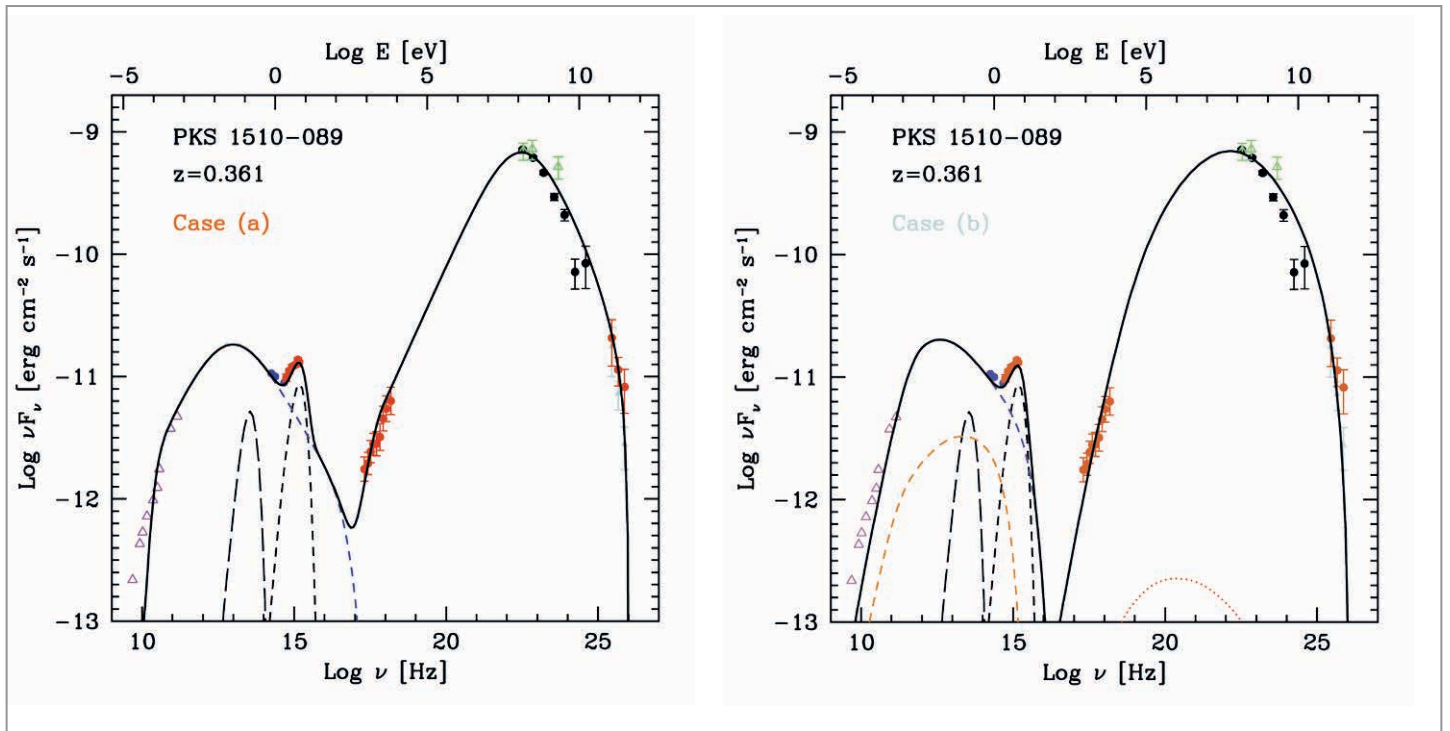 Log E [eV]
−5 0 5 10
−9
−10
−11
−12
−13
Log νFν [erg cm−2 s−1]
PKS 1510−089
z=0.361
Case (a)
10 15 20 25
Log ν [Hz]
Log E [eV]
−5 0 5 10
−9
−10
−11
−12
−13
Log νFν [erg cm−2 s−1]
PKS 1510−089
z=0.361
Case (b)
10 15 20 25
Log ν [Hz]